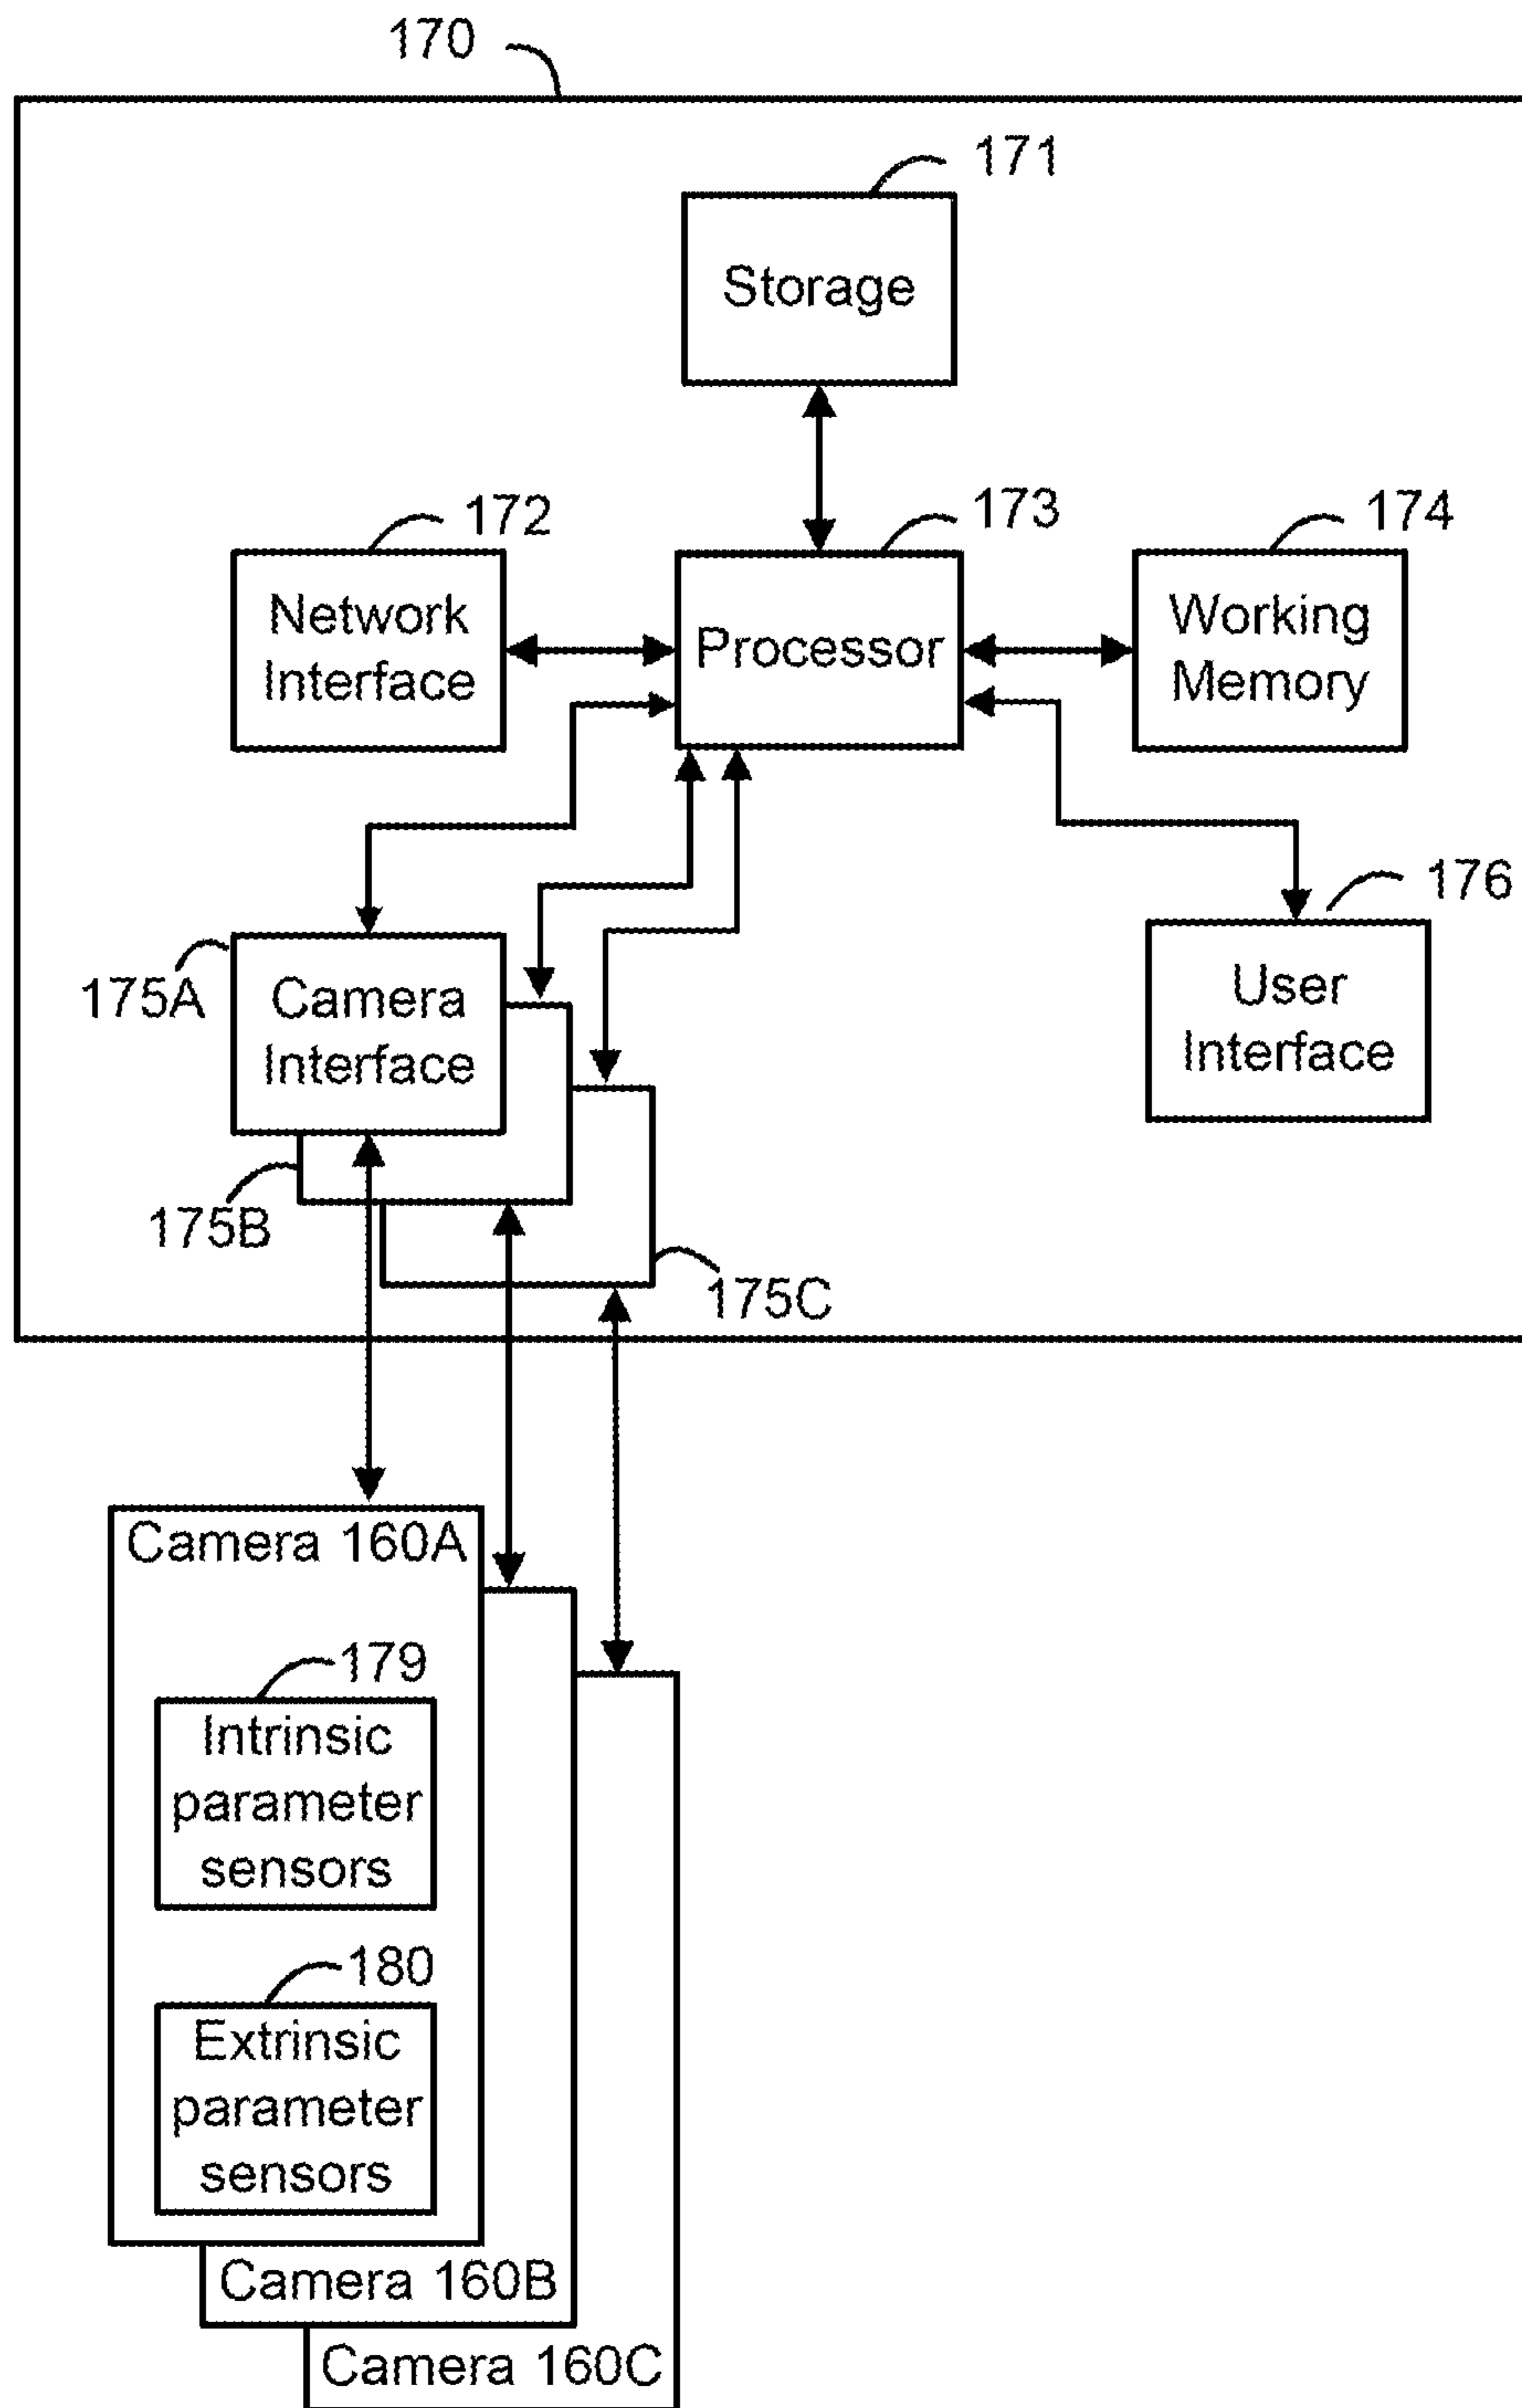 170
171
Storage
172
173
174
Network
Interface
Processor
Working
Memory
176
175A
Camera
Interface
User
Interface
175B
175C
Camera 160A
179
Intrinsic
parameter
sensors
180
Extrinsic
parameter
sensors
Camera 160B
Camera 160C